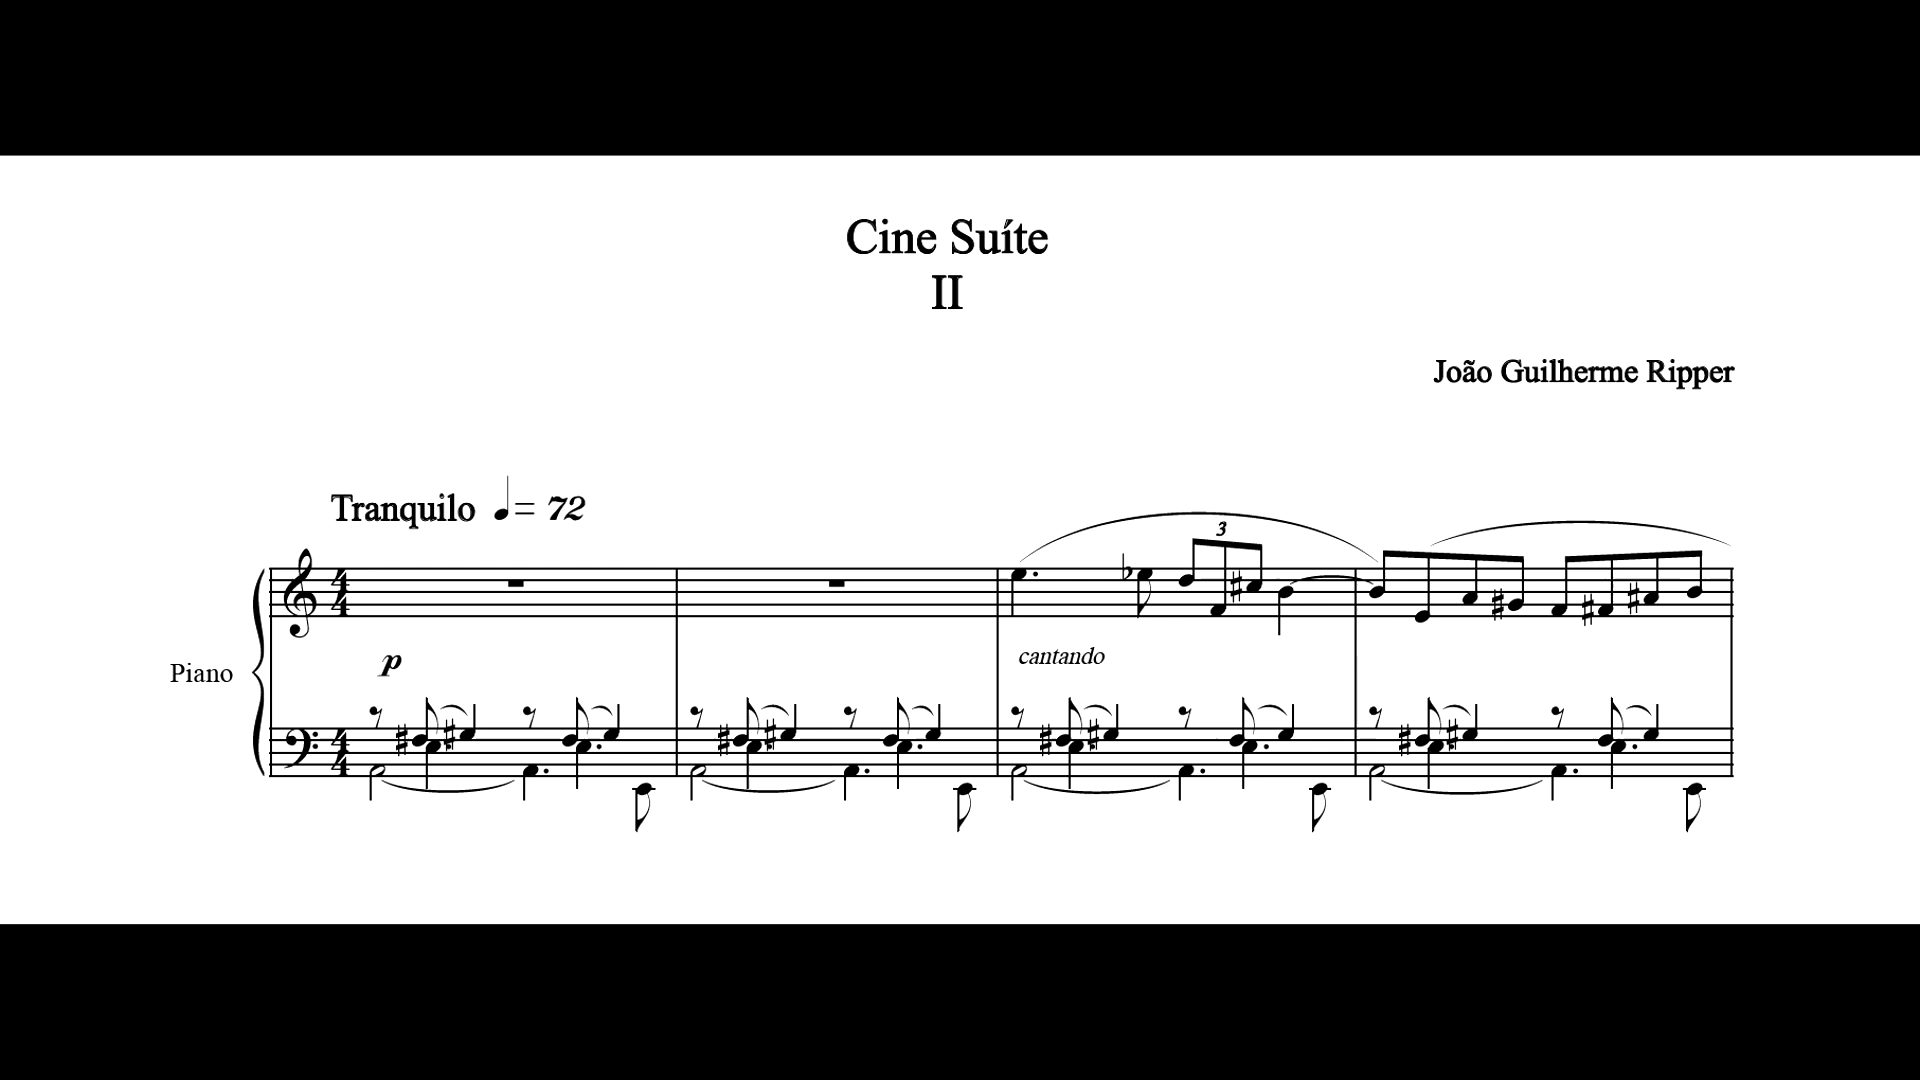 Cine Suíte
II
João Guilherme Ripper
Tranquilo ♩= 72
3
p
cantando
Piano